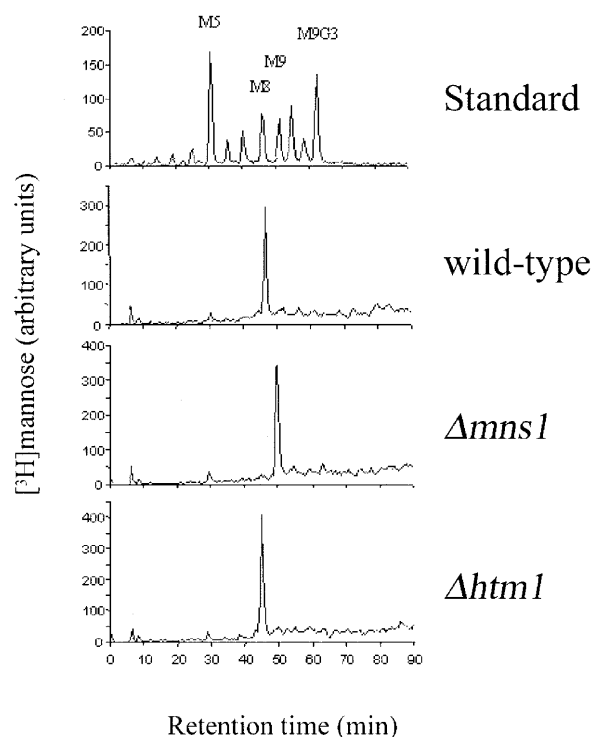 M5
M8
M9
M9G3
200
150
100
50
0
Standard
300
200
100
0
wild-type
400
300
200
100
0
Δmns1
400
300
200
100
0
Δhtm1
0 10 20 30 40 50 60 70 80 90
[³H]mannose (arbitrary units)
Retention time (min)